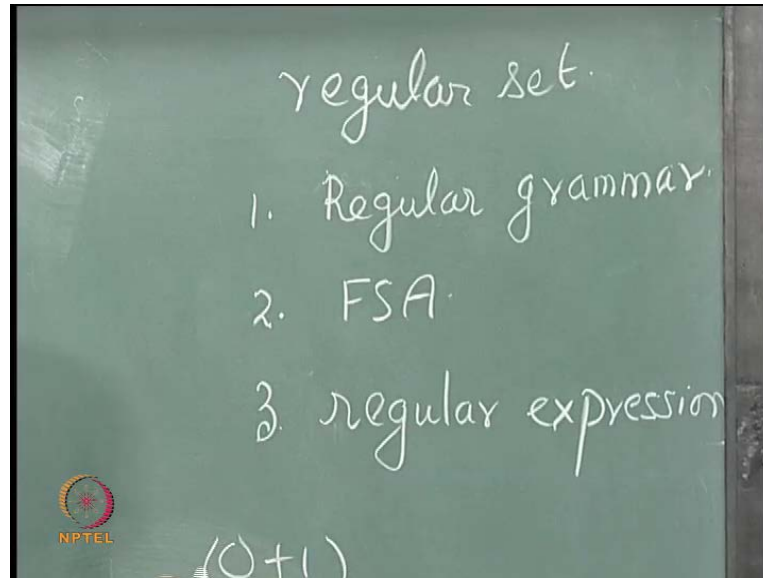 regular set.
1. Regular grammar.
2. FSA.
3. regular expression
(0+1)
NPTEL